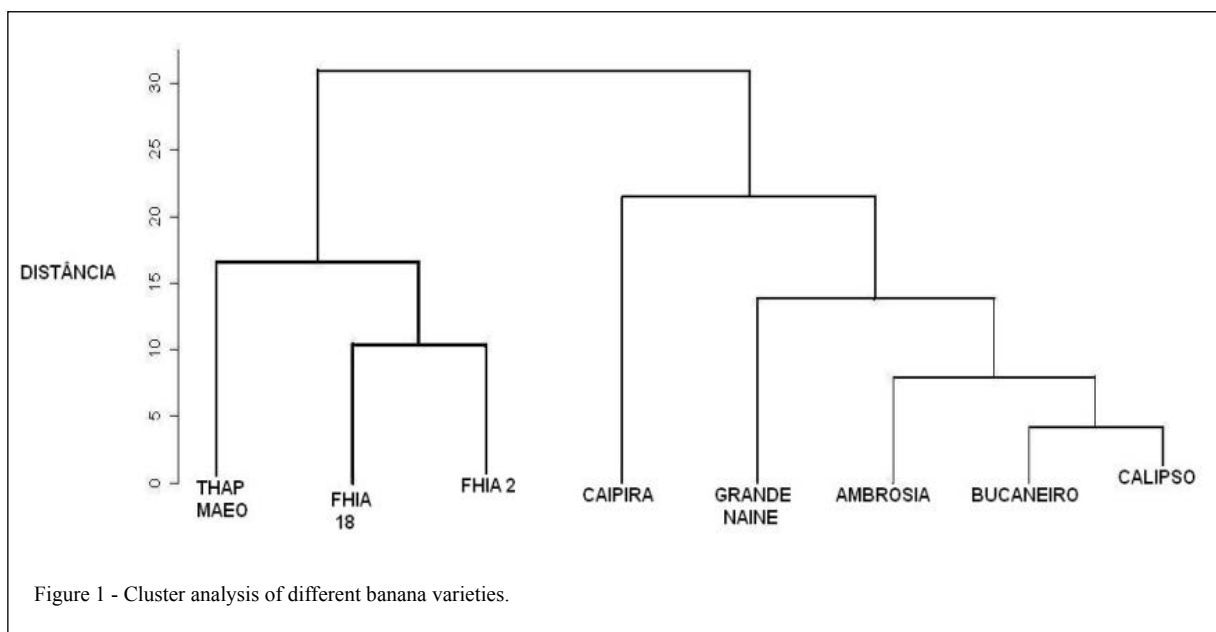 30
25
20
15
10
5
0
DISTÂNCIA
THAP
MAEO
FHIA
18
FHIA 2
CAIPIRA
GRANDE
NAINE
AMBROSIA
BUCANEIRO
CALIPSO
Figure 1 - Cluster analysis of different banana varieties.